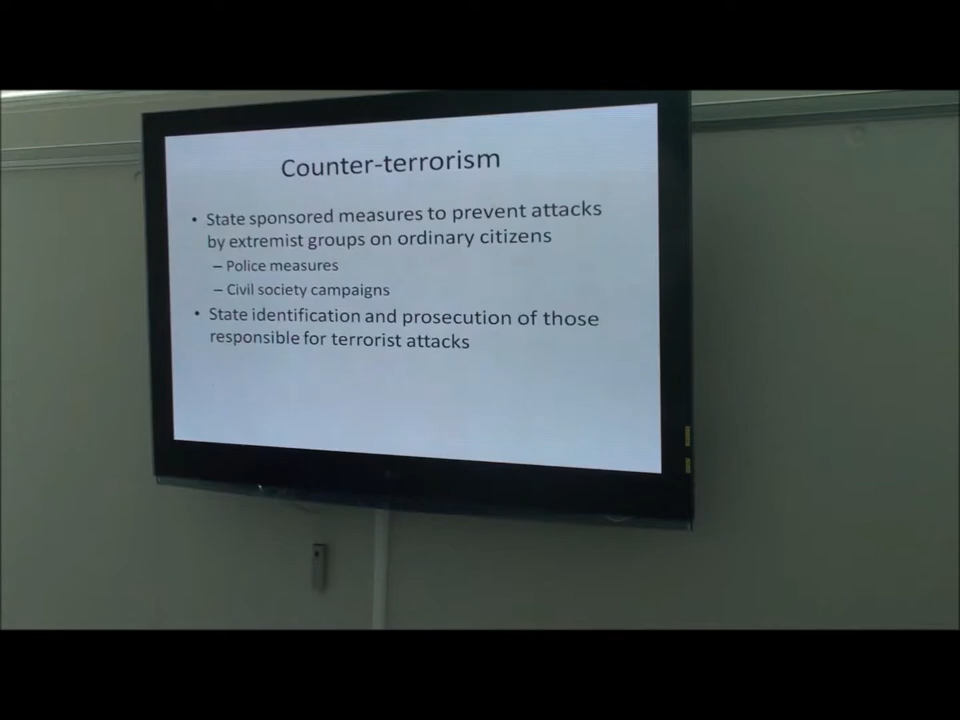 Counter-terrorism
• State sponsored measures to prevent attacks
by extremist groups on ordinary citizens
– Police measures
– Civil society campaigns
• State identification and prosecution of those
responsible for terrorist attacks